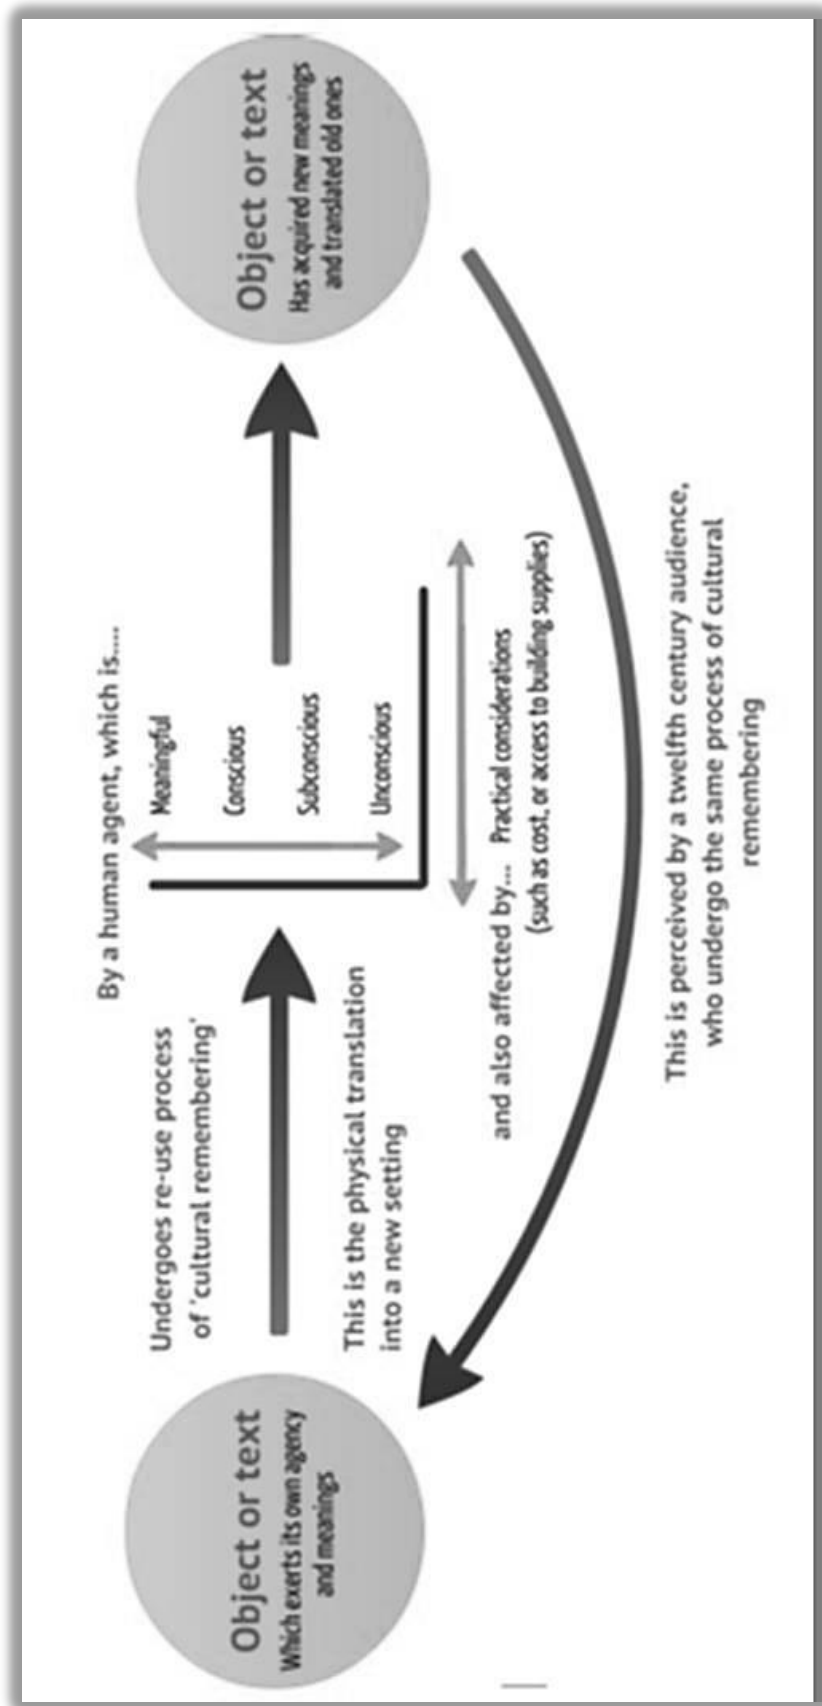 Object or text
Which exerts its own agency
and meanings
Undergoes re-use process
of 'cultural remembering'
This is the physical translation
into a new setting
By a human agent, which is....
Meaningful
Conscious
Subconscious
Unconscious
and also affected by... Practical considerations
(such as cost, or access to building supplies)
Object or text
Has acquired new meanings
and translated old ones
This is perceived by a twelfth century audience,
who undergo the same process of cultural
remembering